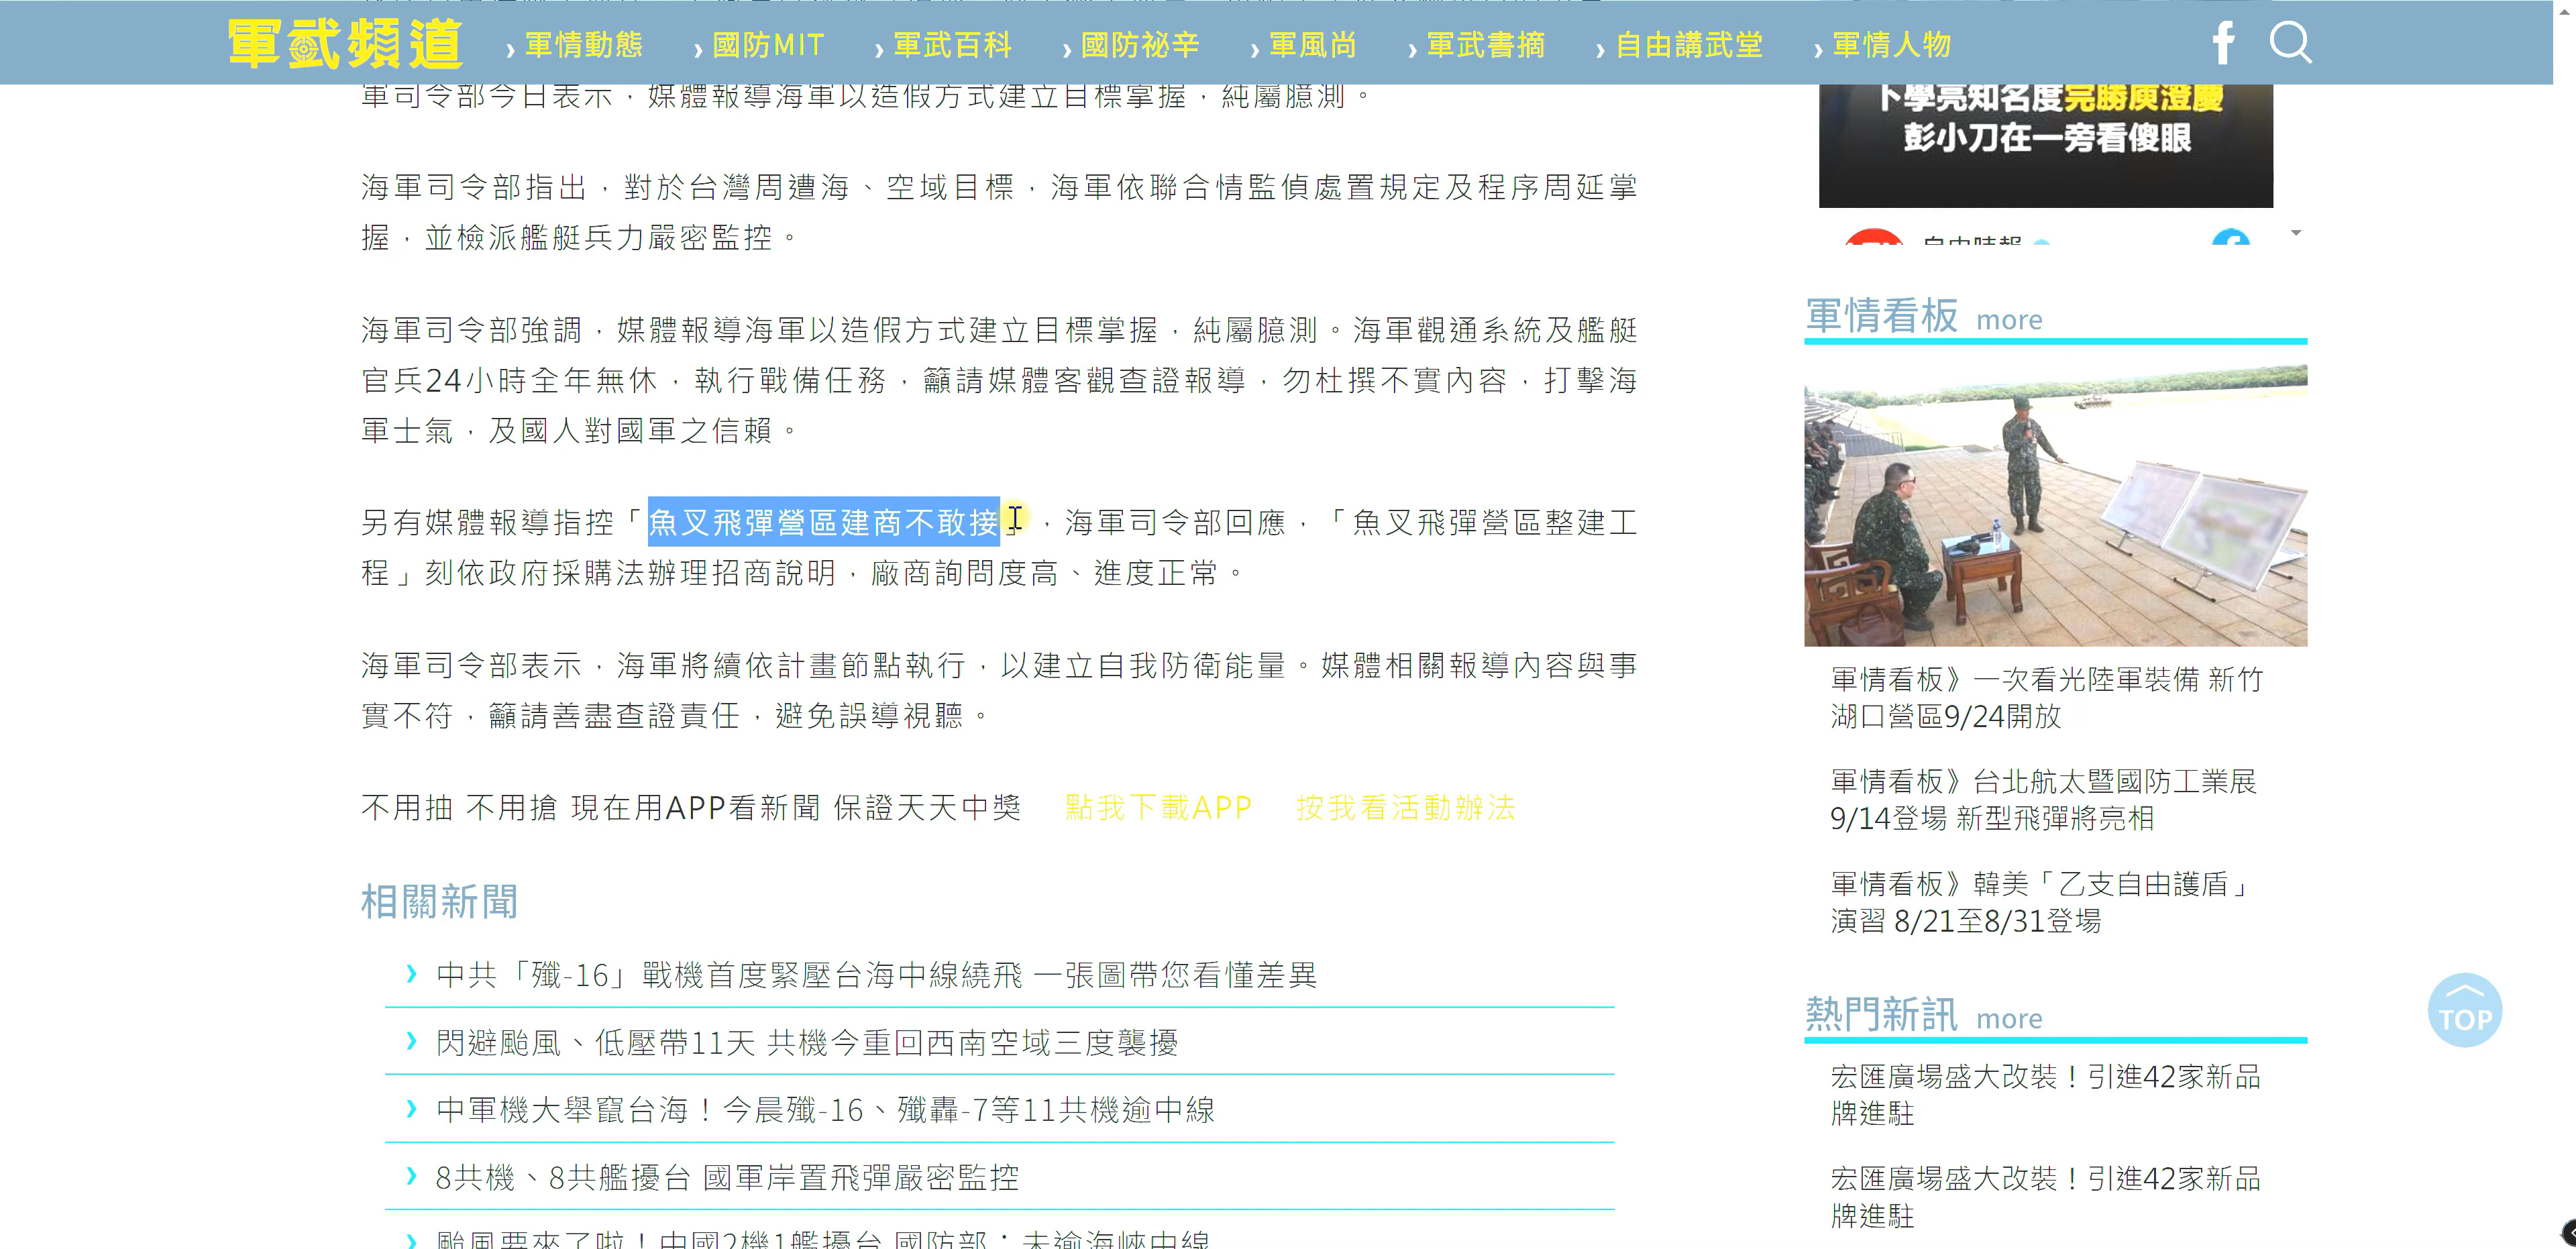 軍武頻道
› 軍情動態 › 國防MIT › 軍武百科 › 國防祕辛 › 軍風尚 › 軍武書摘 › 自由講武堂 › 軍情人物
軍司令部今日表示，媒體報導海軍以造假方式建立目標掌握，純屬臆測。
海軍司令部指出，對於台灣周遭海、空域目標，海軍依聯合情監偵處置規定及程序周延掌
握，並檢派艦艇兵力嚴密監控。
海軍司令部強調，媒體報導海軍以造假方式建立目標掌握，純屬臆測。海軍觀通系統及艦艇
官兵24小時全年無休，執行戰備任務，籲請媒體客觀查證報導，勿杜撰不實內容，打擊海
軍士氣，及國人對國軍之信賴。
另有媒體報導指控「魚叉飛彈營區建商不敢接」，海軍司令部回應，「魚叉飛彈營區整建工
程」刻依政府採購法辦理招商說明，廠商詢問度高、進度正常。
海軍司令部表示，海軍將續依計畫節點執行，以建立自我防衛能量。媒體相關報導內容與事
實不符，籲請善盡查證責任，避免誤導視聽。
不用抽 不用搶 現在用APP看新聞 保證天天中獎 點我下載APP 按我看活動辦法
相關新聞
中共「殲-16」戰機首度緊壓台海中線繞飛 一張圖帶您看懂差異
閃避颱風、低壓帶11天 共機今重回西南空域三度襲擾
中軍機大舉竄台海！今晨殲-16、殲轟-7等11共機逾中線
8共機、8共艦擾台 國軍岸置飛彈嚴密監控
颱風要來了啦！中國2機1艦擾台 國防部：未逾海峽中線
卜學亮知名度完勝庹澄慶
彭小刀在一旁看傻眼
自由時報
軍情看板 more
軍情看板》一次看光陸軍裝備 新竹
湖口營區9/24開放
軍情看板》台北航太暨國防工業展
9/14登場 新型飛彈將亮相
軍情看板》韓美「乙支自由護盾」
演習 8/21至8/31登場
熱門新訊 more
宏匯廣場盛大改裝！引進42家新品
牌進駐
宏匯廣場盛大改裝！引進42家新品
牌進駐
TOP